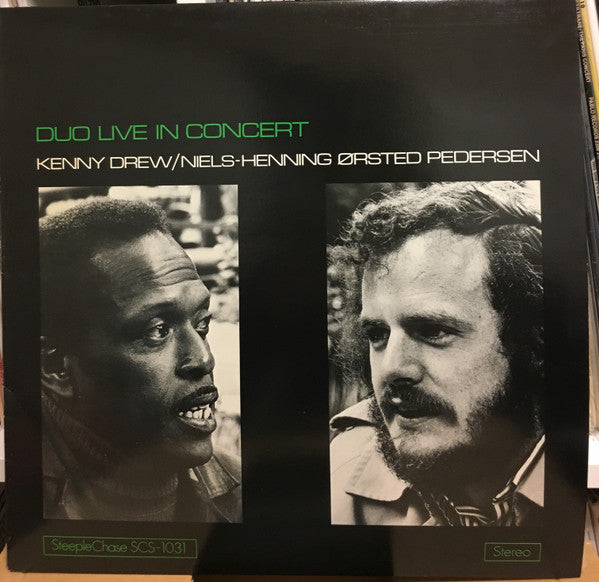 DUO LIVE IN CONCERT
KENNY DREW/NIELS-HENNING ØRSTED PEDERSEN
SteepleChase SCS-1031
Stereo